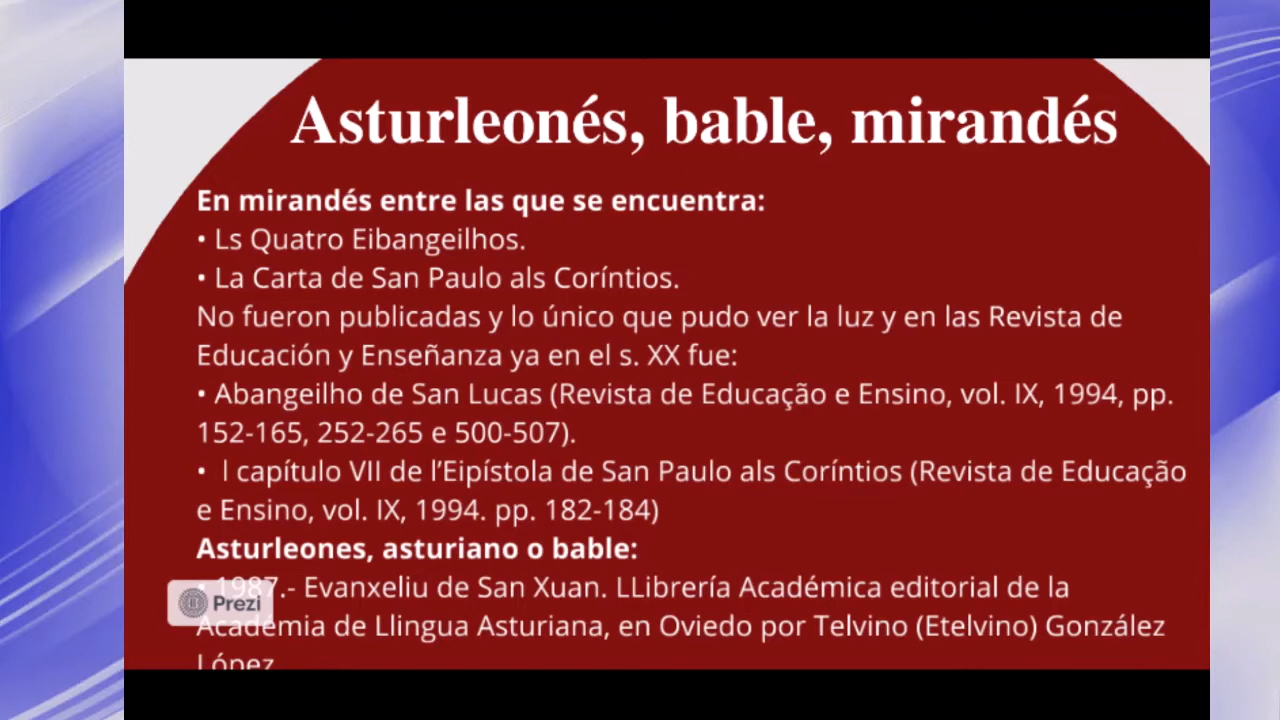 Asturleonés, bable, mirandés
En mirandés entre las que se encuentra:
• Ls Quatro Eibangeilhos.
• La Carta de San Paulo als Coríntios.
No fueron publicadas y lo único que pudo ver la luz y en las Revista de
Educación y Enseñanza ya en el s. XX fue:
• Abangeilho de San Lucas (Revista de Educação e Ensino, vol. IX, 1994, pp.
152-165, 252-265 e 500-507).
• l capítulo VII de l’Eipístola de San Paulo als Coríntios (Revista de Educação
e Ensino, vol. IX, 1994. pp. 182-184)
Asturleones, asturiano o bable:
• 1987.- Evanxeliu de San Xuan. LLibrería Académica editorial de la
Academia de Llingua Asturiana, en Oviedo por Telvino (Etelvino) González
López
Prezi